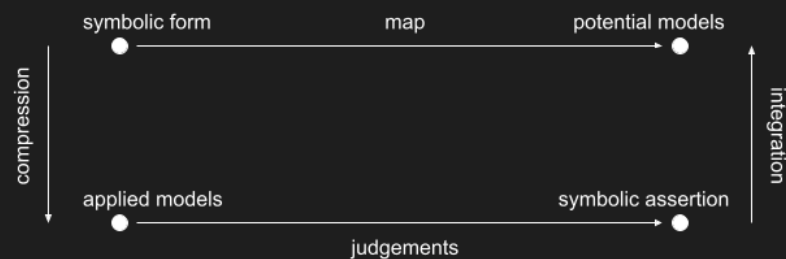 symbolic form
map
potential models
compression
integration
applied models
symbolic assertion
judgements